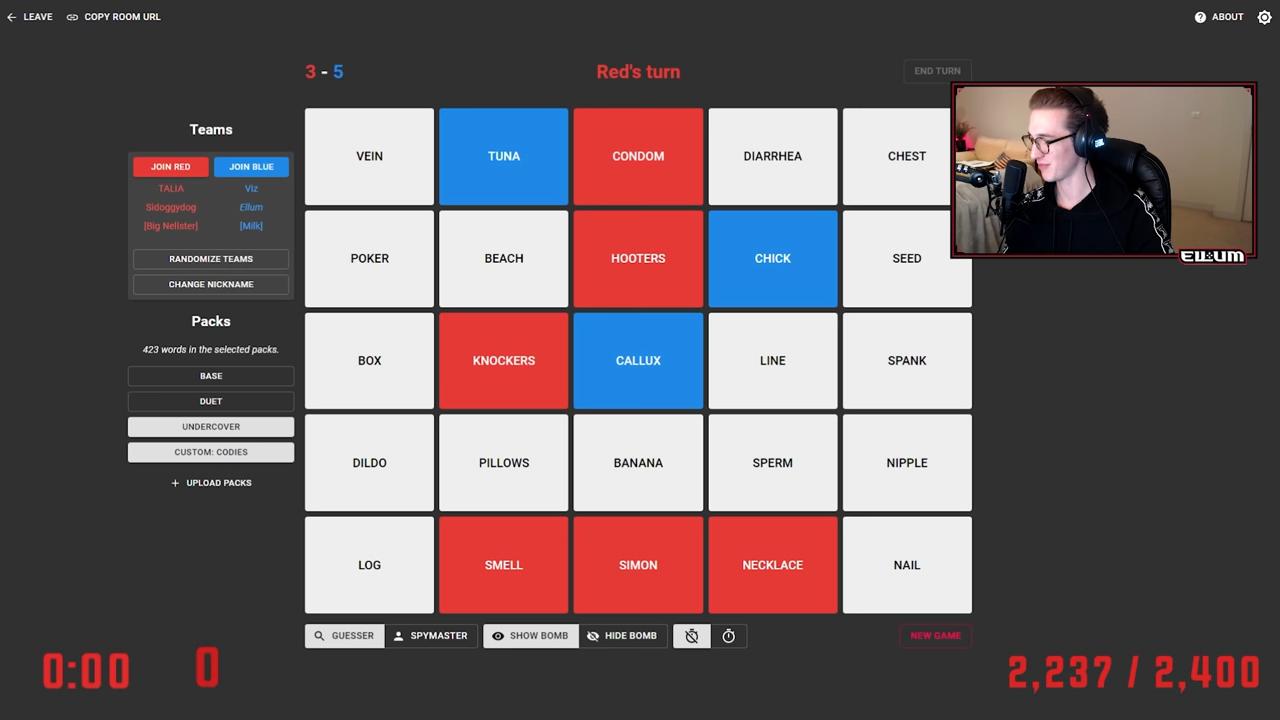 LEAVE
COPY ROOM URL
ABOUT
3 - 5
Red's turn
END TURN
Teams
JOIN RED JOIN BLUE
TALIA Viz
Sidoggydog Ellum
[Big Nellster] [Milk]
RANDOMIZE TEAMS
CHANGE NICKNAME
Packs
423 words in the selected packs.
BASE
DUET
UNDERCOVER
CUSTOM: CODIES
+ UPLOAD PACKS
VEIN TUNA CONDOM DIARRHEA CHEST
POKER BEACH HOOTERS CHICK SEED
BOX KNOCKERS CALLUX LINE SPANK
DILDO PILLOWS BANANA SPERM NIPPLE
LOG SMELL SIMON NECKLACE NAIL
GUESSER SPYMASTER SHOW BOMB HIDE BOMB
NEW GAME
ELLUM
0:00 0
2,237 / 2,400